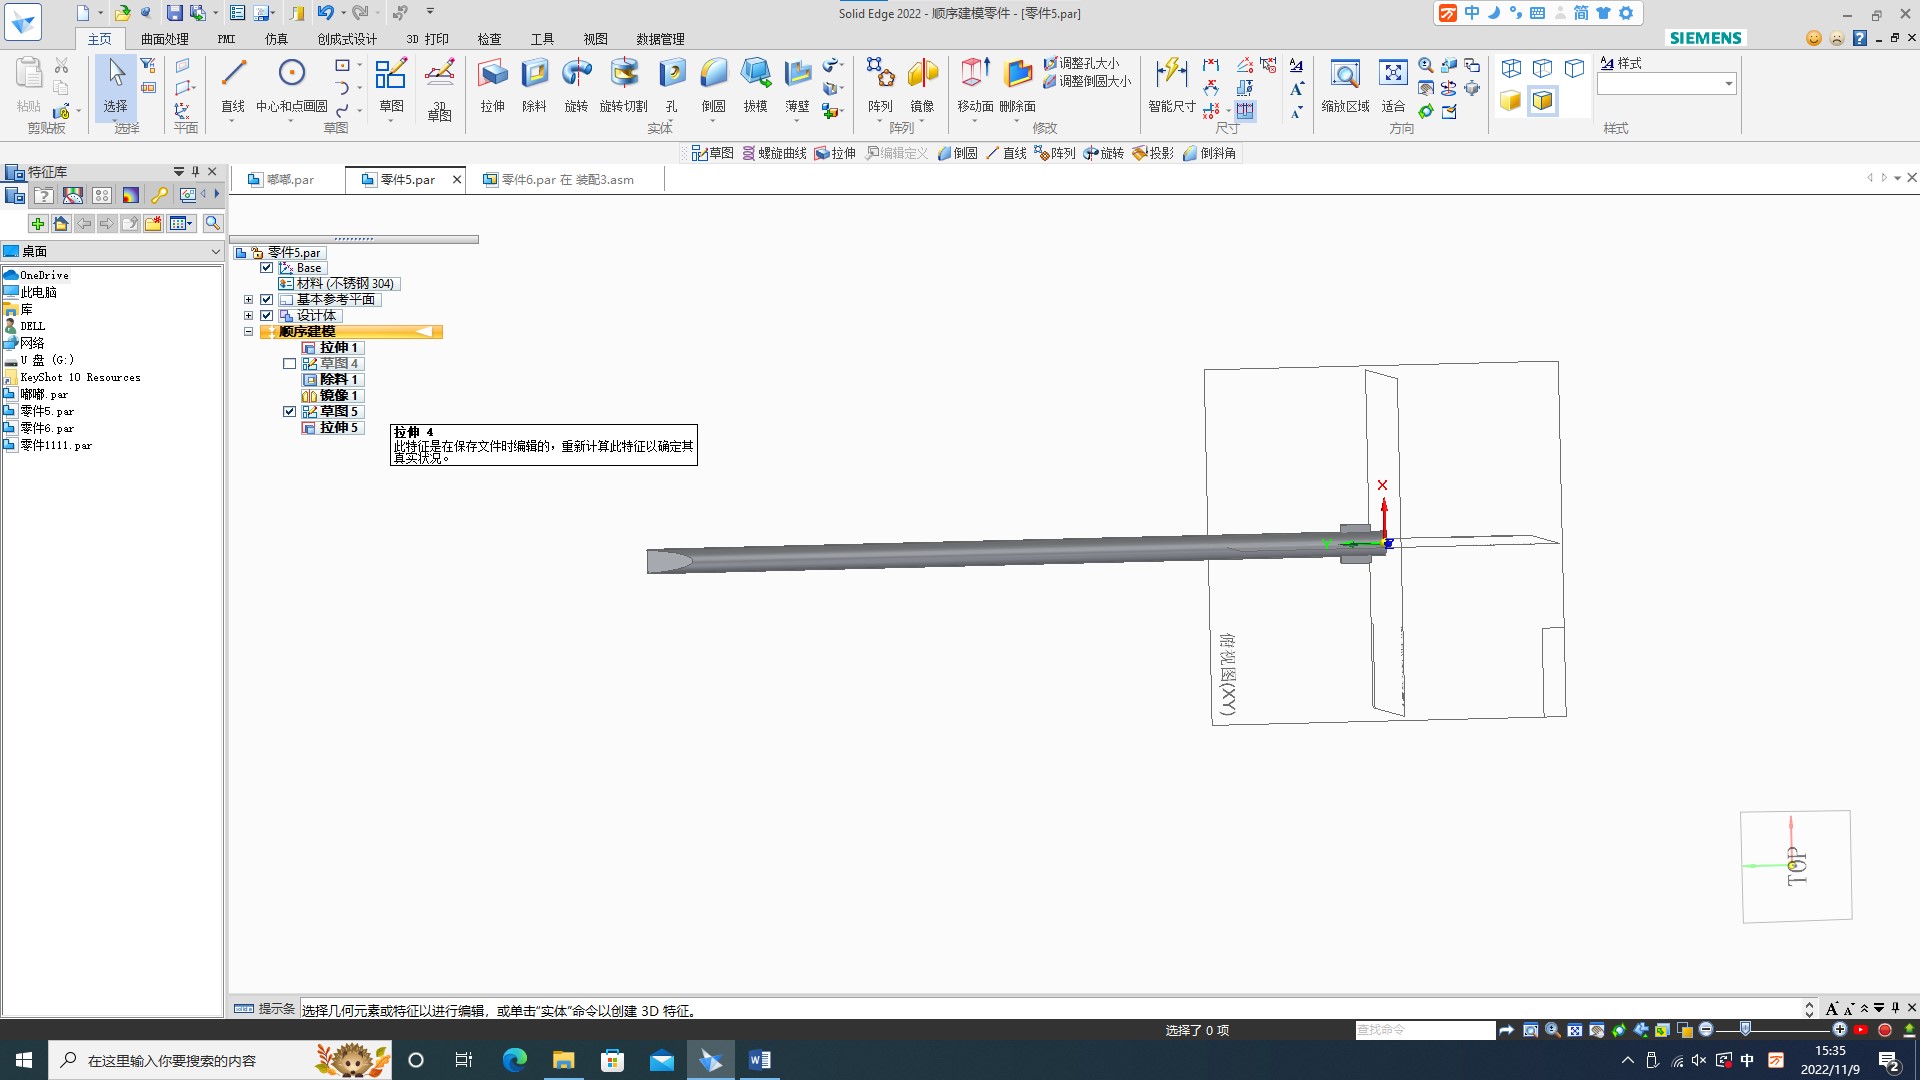 Solid Edge 2022 - 顺序建模零件 - [零件5.par]
中 简
主页 曲面处理 PMI 仿真 创成式设计 3D 打印 检查 工具 视图 数据管理
SIEMENS
粘贴 选择 直线 中心和点画圆 草图 3D 草图 拉伸 除料 旋转 旋转切割 孔 倒圆 拔模 薄壁 阵列 镜像 移动面 删除面 调整孔大小 调整倒圆大小 智能尺寸 缩放区域 适合 样式
剪贴板 选择 平面 草图 实体 阵列 修改 尺寸 方向 样式
草图 螺旋曲线 拉伸 编辑定义 倒圆 直线 阵列 旋转 投影 倒斜角
特征库
嘟嘟.par 零件5.par 零件6.par 在 装配3.asm
桌面
OneDrive
此电脑
库
DELL
网络
U 盘 (G:)
KeyShot 10 Resources
嘟嘟.par
零件5.par
零件6.par
零件1111.par
零件5.par
Base
材料 (不锈钢 304)
基本参考平面
设计体
顺序建模
拉伸 1
草图 4
除料 1
镜像 1
草图 5
拉伸 5
拉伸 4
此特征是在保存文件时编辑的，重新计算此特征以确定其
真实状况。
X
Y
俯视图(XY)
TOP
提示条 选择几何元素或特征以进行编辑，或单击“实体”命令以创建 3D 特征。
选择了 0 项 查找命令
在这里输入你要搜索的内容
中
15:35
2022/11/9
2